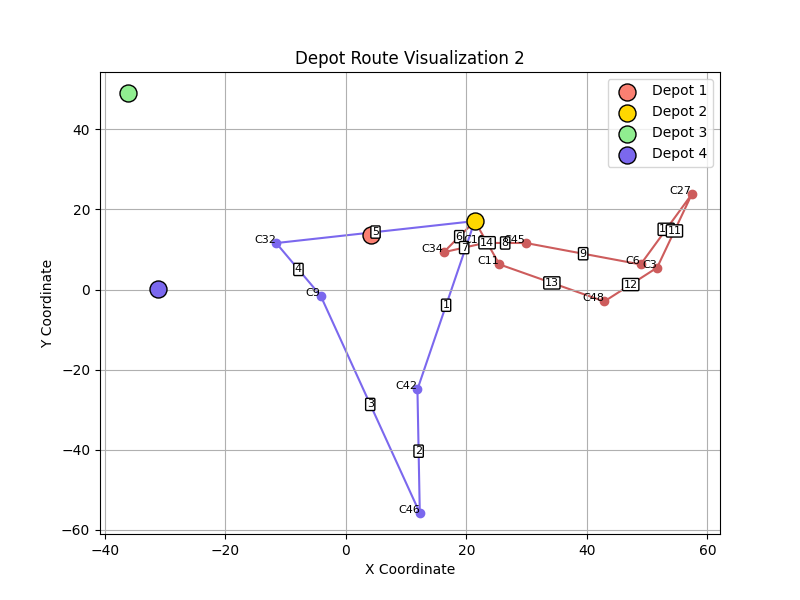 Depot Route Visualization 2
Depot 1
Depot 2
Depot 3
Depot 4
Y Coordinate
40
20
0
−20
−40
−60
−40
−20
0
20
40
60
X Coordinate
C27
C32
5
6
C34
7
14
8
C45
9
C6
C3
11
C11
13
12
C48
4
C9
1
3
C42
2
C46